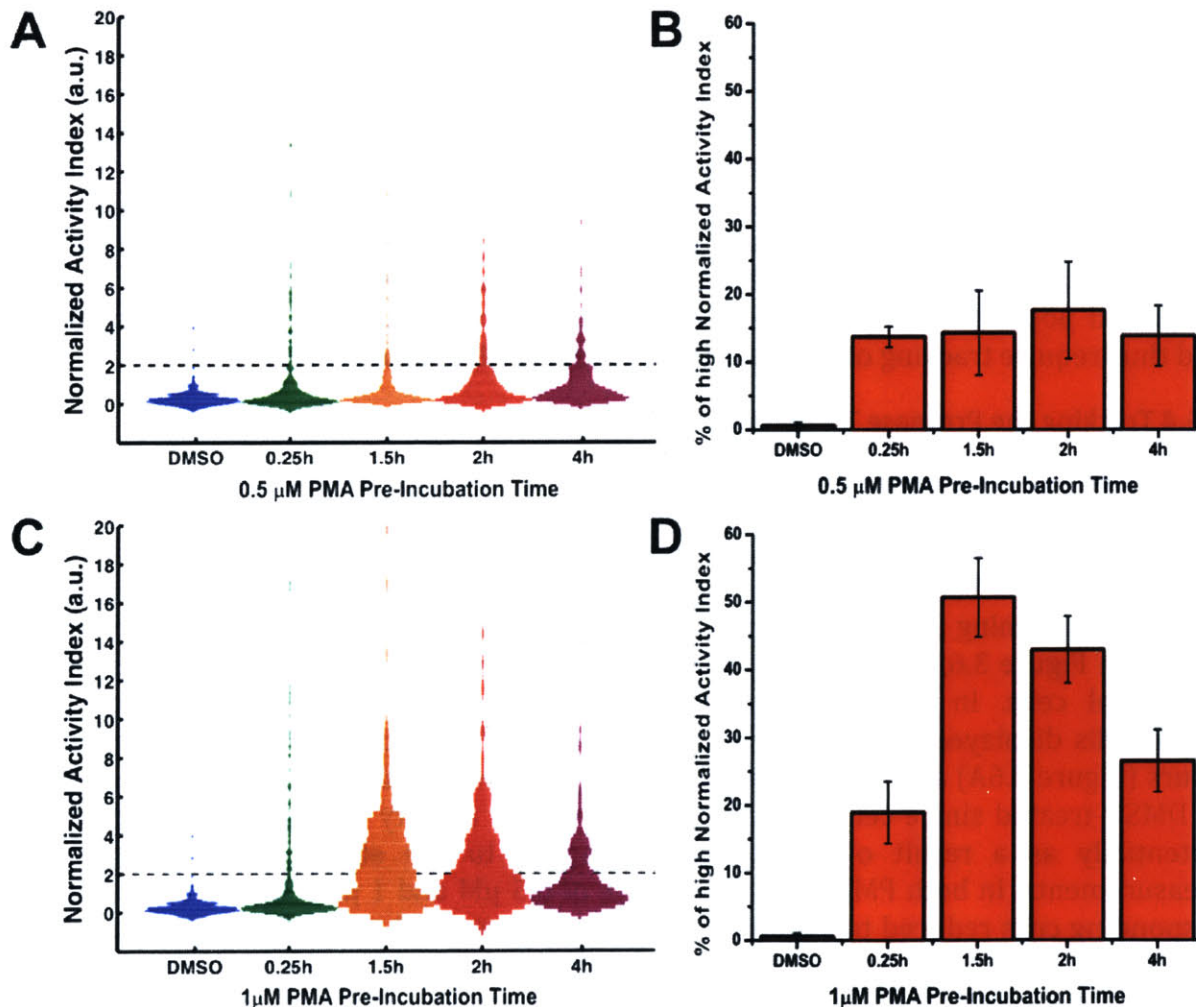 A
Normalized Activity Index (a.u.)
20
18
16
14
12
10
8
6
4
2
0
DMSO 0.25h 1.5h 2h 4h
0.5 μM PMA Pre-Incubation Time
B
% of high Normalized Activity Index
60
50
40
30
20
10
0
DMSO 0.25h 1.5h 2h 4h
0.5 μM PMA Pre-Incubation Time
C
Normalized Activity Index (a.u.)
20
18
16
14
12
10
8
6
4
2
0
DMSO 0.25h 1.5h 2h 4h
1μM PMA Pre-Incubation Time
D
% of high Normalized Activity Index
60
50
40
30
20
10
0
DMSO 0.25h 1.5h 2h 4h
1μM PMA Pre-Incubation Time